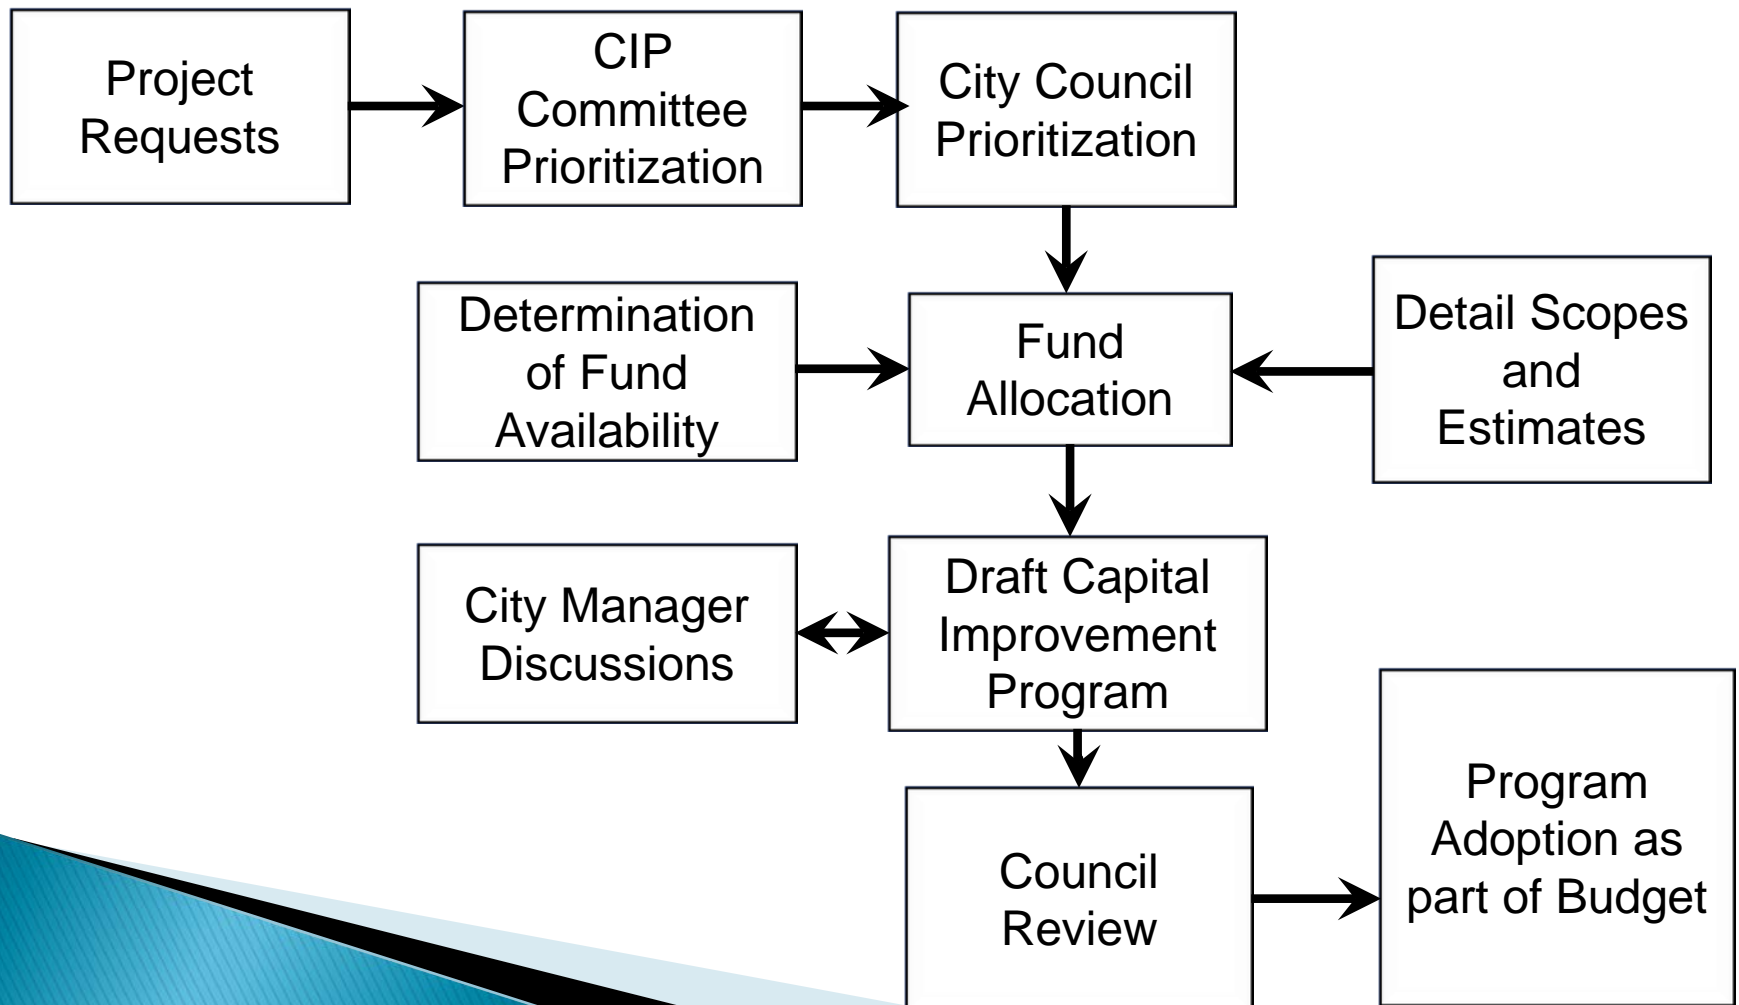 Project
Requests
CIP
Committee
Prioritization
City Council
Prioritization
Determination
of Fund
Availability
Fund
Allocation
Detail Scopes
and
Estimates
City Manager
Discussions
Draft Capital
Improvement
Program
Council
Review
Program
Adoption as
part of Budget